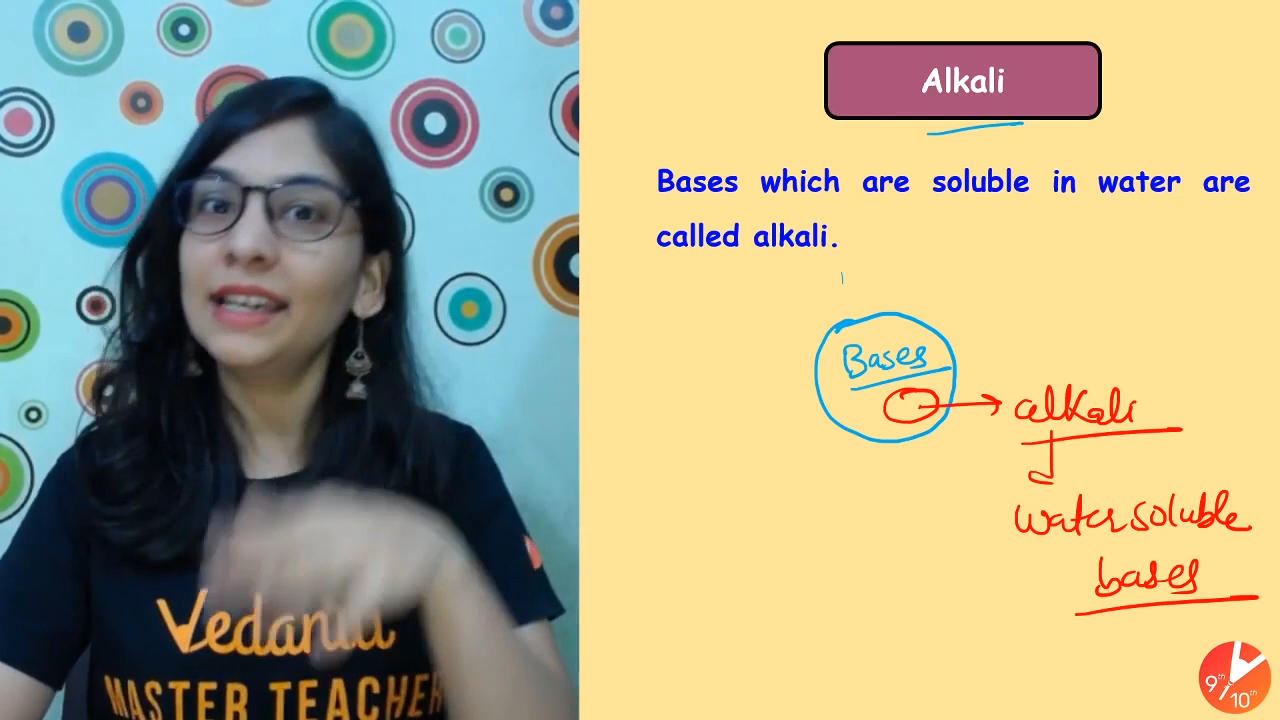 Alkali
Bases which are soluble in water are
called alkali.
Bases
alkali
water soluble
bases
Vedantu
MASTER TEACHER
9th
10th